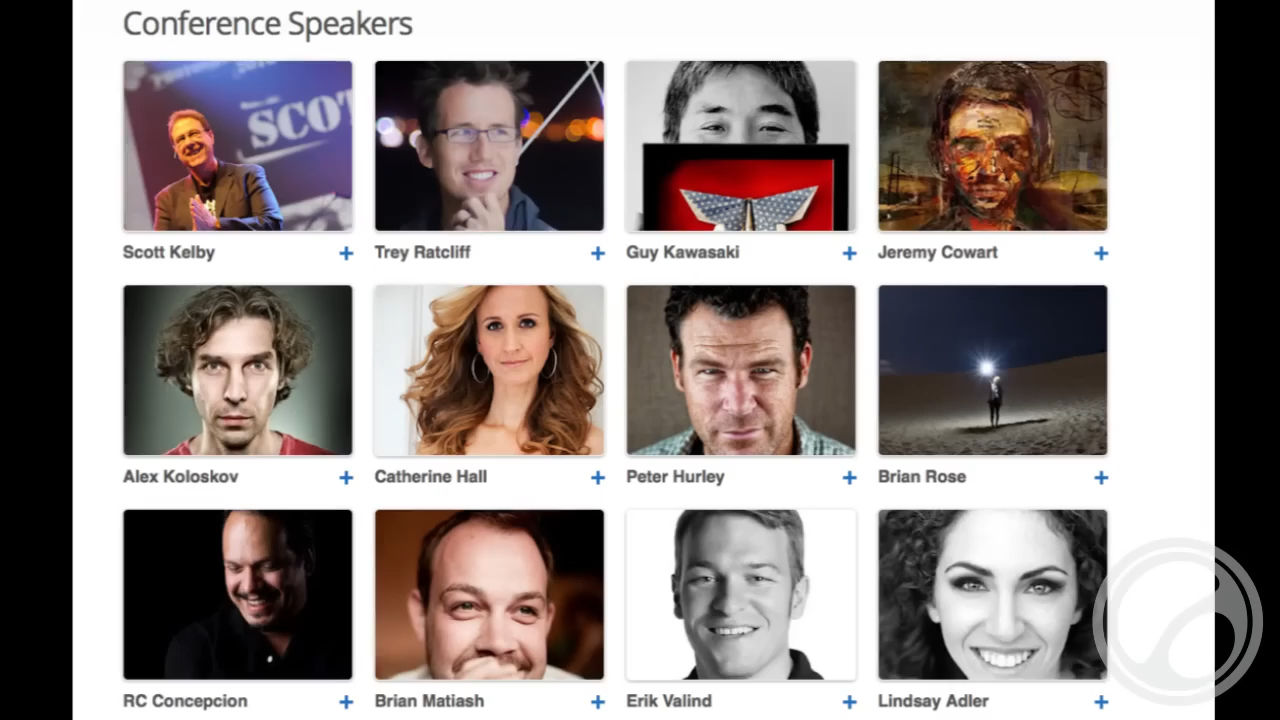 Conference Speakers
SCOT
Scott Kelby +
Trey Ratcliff +
Guy Kawasaki +
Jeremy Cowart +
Alex Koloskov +
Catherine Hall +
Peter Hurley +
Brian Rose +
RC Concepcion +
Brian Matiash +
Erik Valind +
Lindsay Adler +